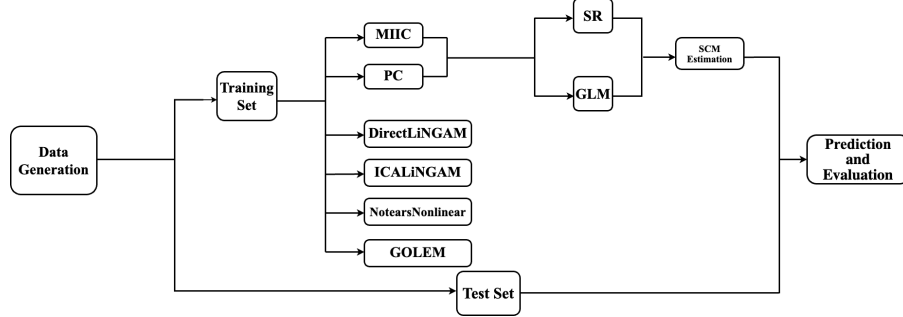 Data
Generation
Training
Set
MIIC
PC
DirectLiNGAM
ICALiNGAM
NotearsNonlinear
GOLEM
Test Set
SR
GLM
SCM
Estimation
Prediction
and
Evaluation